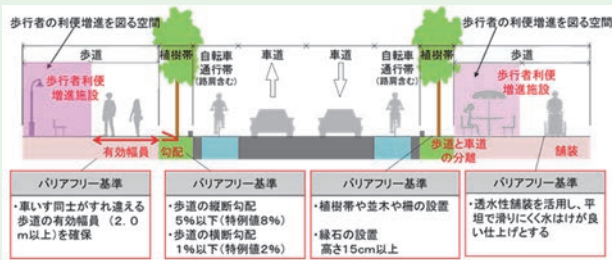 歩行者の利便増進を図る空間
歩行者の利便増進を図る空間
歩道
植樹帯
自転車
通行帯
(路肩含む)
車道
車道
自転車
通行帯
(路肩含む)
植樹帯
歩道
歩行者利便
増進施設
歩行者利便
増進施設
有効幅員
勾配
歩道と車道
の分離
舗装
バリアフリー基準
・車いす同士がすれ違える
歩道の有効幅員(2.0
m以上)を確保
バリアフリー基準
・歩道の縦断勾配
5%以下(特例値8%)
・歩道の横断勾配
1%以下(特例値2%)
バリアフリー基準
・植樹帯や並木や柵の設置
・縁石の設置
高さ15cm以上
バリアフリー基準
・透水性舗装を活用し、平
坦で滑りにくく水はけが良
い仕上げとする